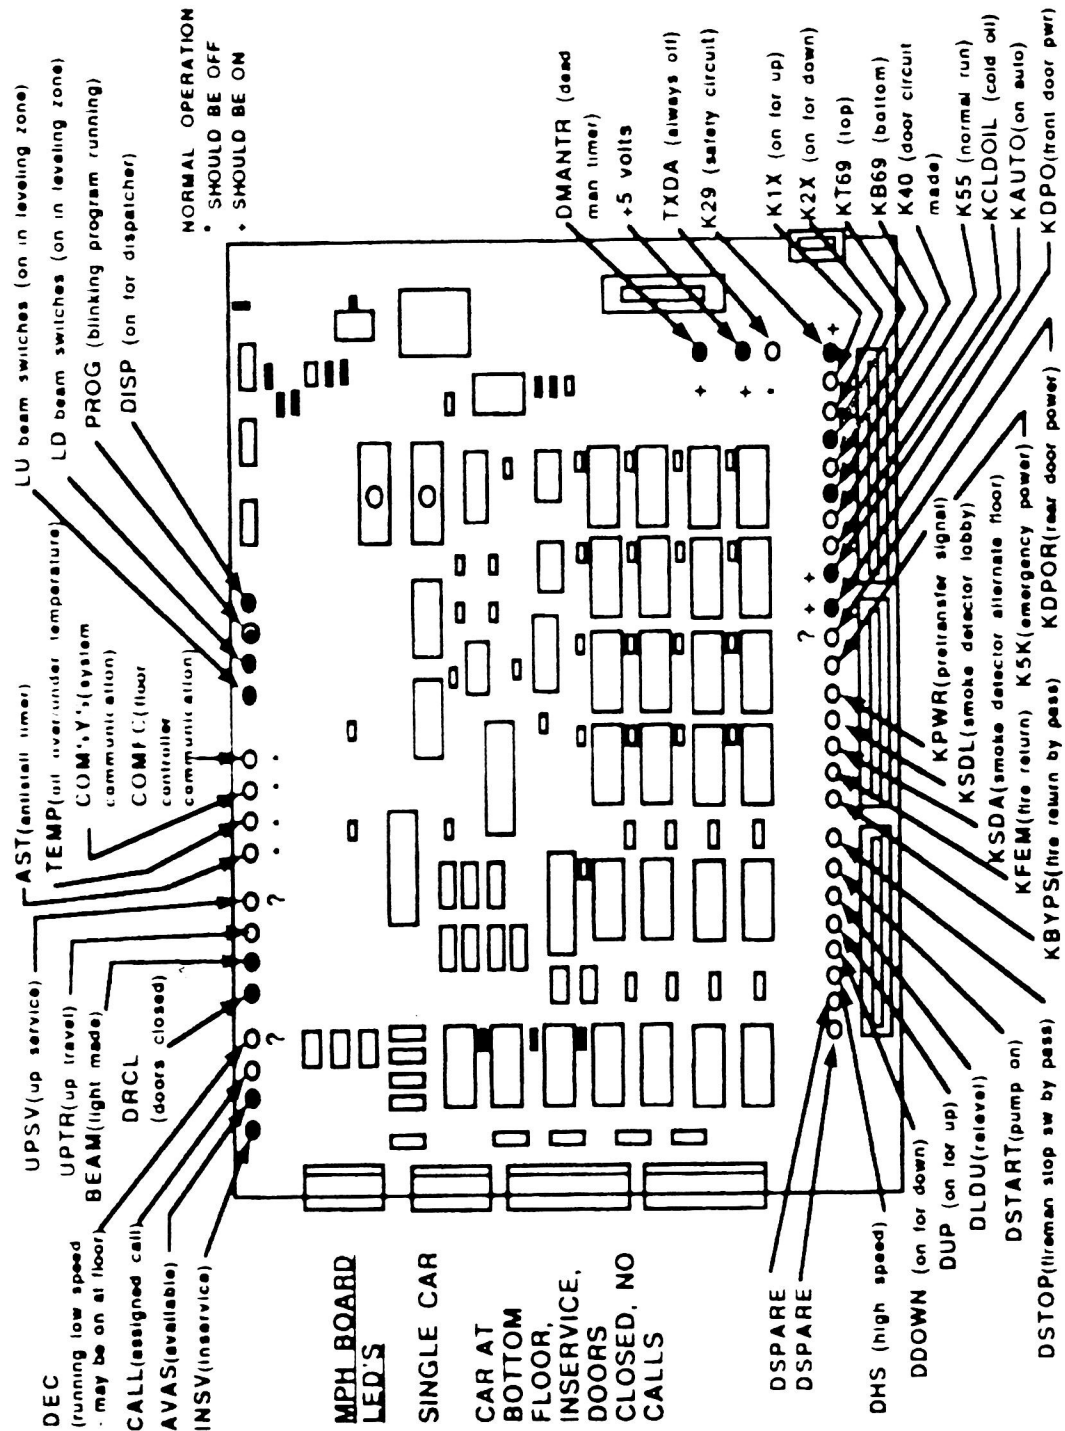 DEC
(running low speed
- may be on at floor)
CALL(assigned call)
AVAS(available)
INSV(inservice)
UPSV(up service)
UPTR(up travel)
BEAM(light made)
DRCL
(doors closed)
AST(antistall timer)
TEMP(oil over/under temperature)
COMSYS(system
communication)
COMFC(floor
controller
communication)
LU beam switches (on in leveling zone)
LD beam switches (on in leveling zone)
PROG (blinking program running)
DISP (on for dispatcher)
NORMAL OPERATION
* SHOULD BE OFF
+ SHOULD BE ON
MPH BOARD
LED'S
SINGLE CAR
CAR AT
BOTTOM
FLOOR,
INSERVICE,
DOORS
CLOSED, NO
CALLS
DMANTR (dead
man timer)
+5 volts
TXDA (always off)
K29 (safety circuit)
K1X (on for up)
K2X (on for down)
KT69 (top)
KB69 (bottom)
K40 (door circuit
made)
K55 (normal run)
KCLDOIL (cold oil)
KAUTO(on auto)
KDPO(front door pwr)
DSPARE
DSPARE
DHS (high speed)
DDOWN (on for down)
DUP (on for up)
DLDU(relevel)
DSTART(pump on)
DSTOP(fireman stop sw by pass)
KBYPS(fire return by pass)
KFEM(fire return) K5K(emergency power)
KSDA(smoke detector alternate floor)
KSDL(smoke detector lobby)
KPWR(pretransfer signal)
KDPOR(rear door power)
? ? ?
+ + + + +